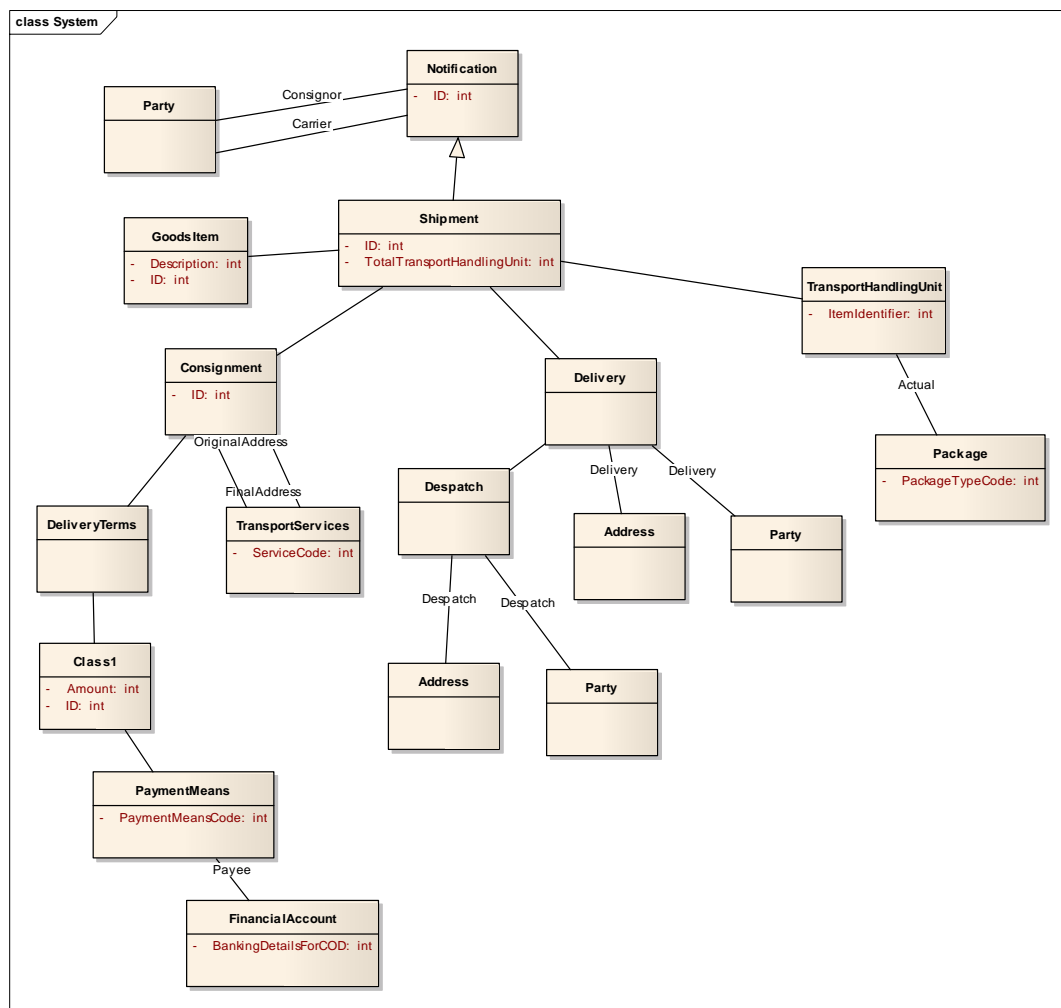 class System
Notification
- ID: int
Party
Consignor
Carrier
Shipment
- ID: int
- TotalTransportHandlingUnit: int
GoodsItem
- Description: int
- ID: int
TransportHandlingUnit
- ItemIdentifier: int
Consignment
- ID: int
Delivery
Actual
OriginalAddress
FinalAddress
Package
- PackageTypeCode: int
Delivery
Delivery
Despatch
DeliveryTerms
TransportServices
- ServiceCode: int
Address
Party
Despatch
Despatch
Class1
- Amount: int
- ID: int
Address
Party
PaymentMeans
- PaymentMeansCode: int
Payee
FinancialAccount
- BankingDetailsForCOD: int